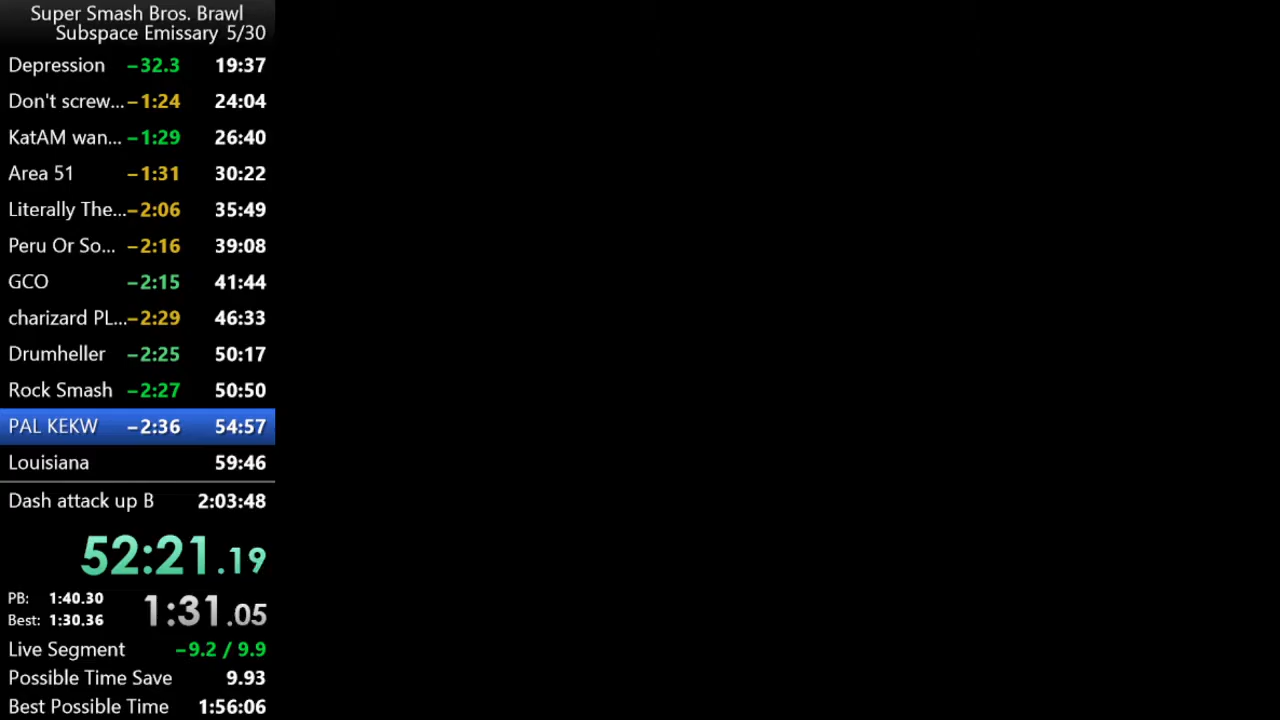 Super Smash Bros. Brawl
Subspace Emissary 5/30
Depression −32.3 19:37
Don't screw... −1:24 24:04
KatAM wan... −1:29 26:40
Area 51 −1:31 30:22
Literally The... −2:06 35:49
Peru Or So... −2:16 39:08
GCO −2:15 41:44
charizard PL... −2:29 46:33
Drumheller −2:25 50:17
Rock Smash −2:27 50:50
PAL KEKW −2:36 54:57
Louisiana 59:46
Dash attack up B 2:03:48
52:21.19
PB: 1:40.30
Best: 1:30.36
1:31.05
Live Segment −9.2 / 9.9
Possible Time Save 9.93
Best Possible Time 1:56:06